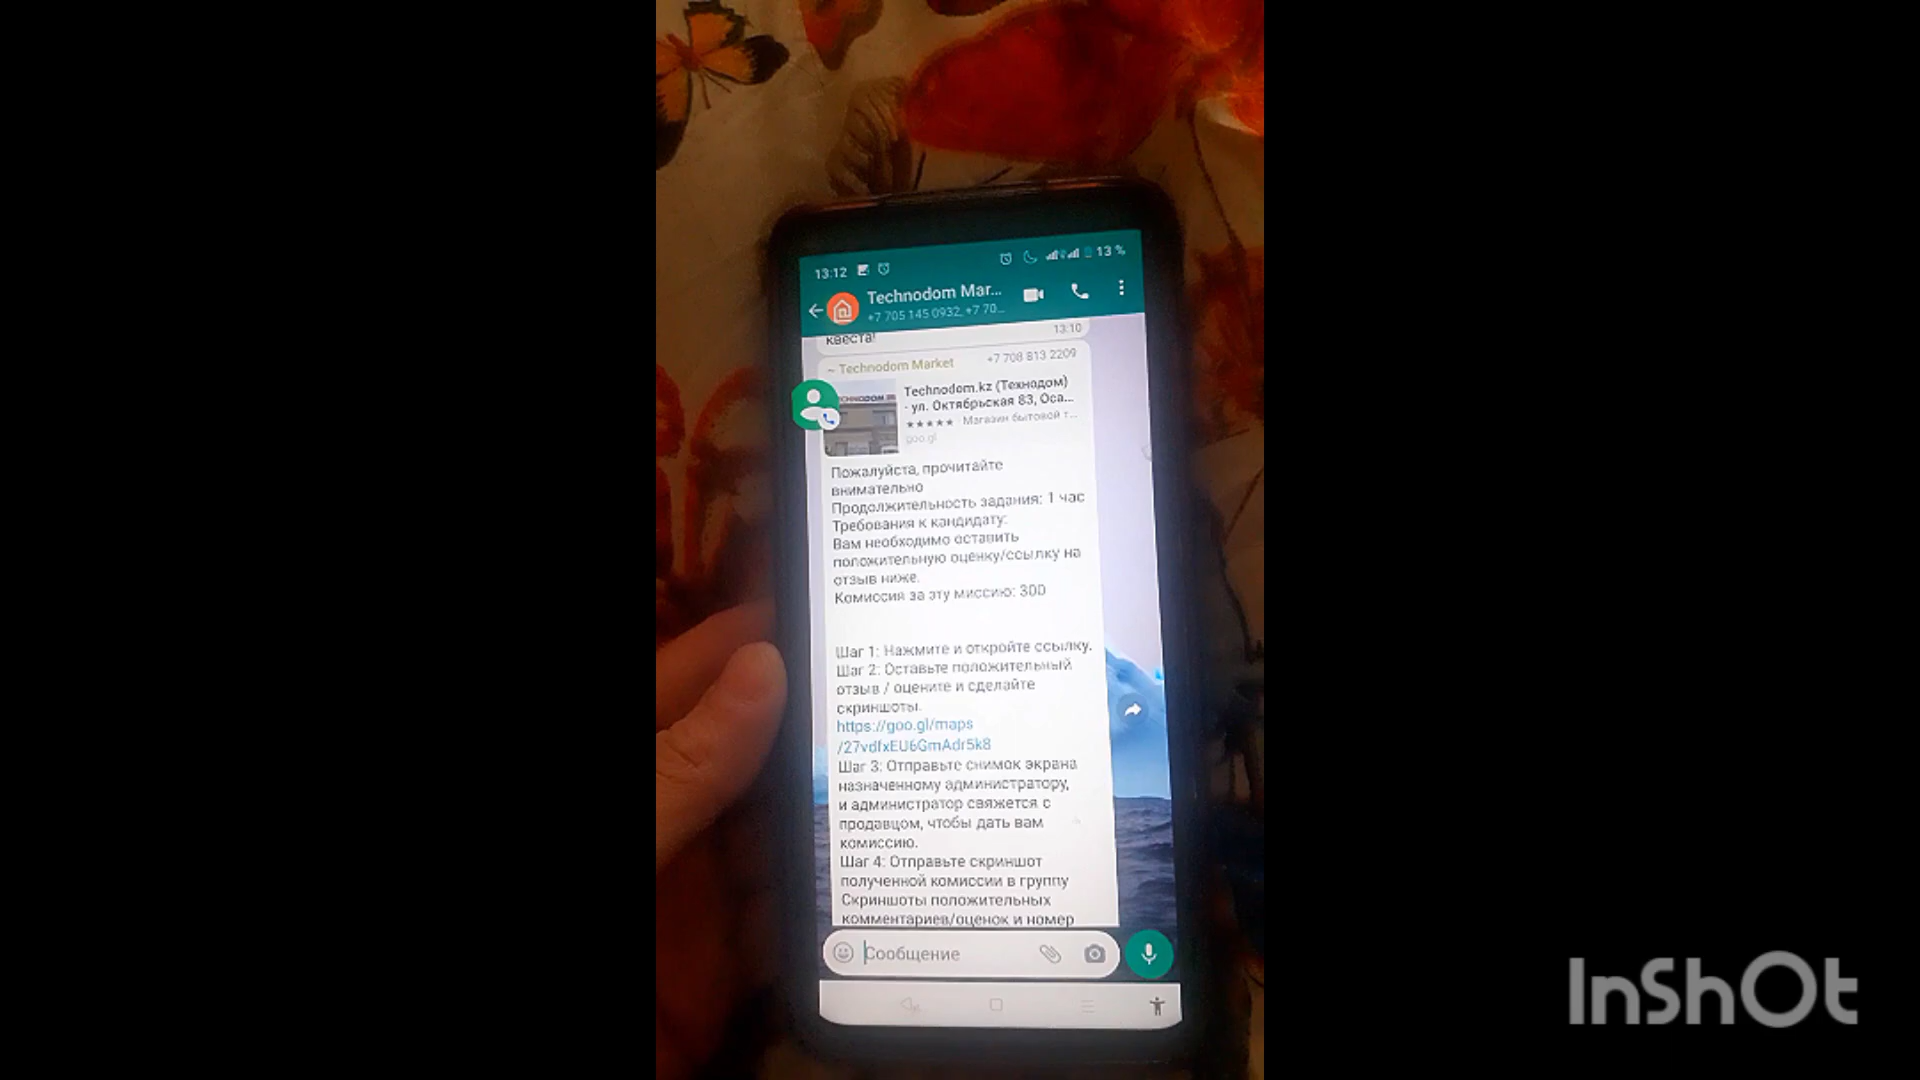 13:12
13 %
Technodom Mar...
+7 705 145 0932, +7 70...
квеста!
13:10
~ Technodom Market
+7 708 813 2209
TECHNODOM
Technodom.kz (Технодом)
- ул. Октябрьская 83, Оса...
★★★★★ · Магазин бытовой т...
goo.gl
Пожалуйста, прочитайте
внимательно
Продолжительность задания: 1 час
Требования к кандидату:
Вам необходимо оставить
положительную оценку/ссылку на
отзыв ниже.
Комиссия за эту миссию: 300
Шаг 1: Нажмите и откройте ссылку.
Шаг 2: Оставьте положительный
отзыв / оцените и сделайте
скриншоты.
https://goo.gl/maps
/27vdfxEU6GmAdr5k8
Шаг 3: Отправьте снимок экрана
назначенному администратору,
и администратор свяжется с
продавцом, чтобы дать вам
комиссию.
Шаг 4: Отправьте скриншот
полученной комиссии в группу
Скриншоты положительных
комментариев/оценок и номер
Сообщение
InShOt